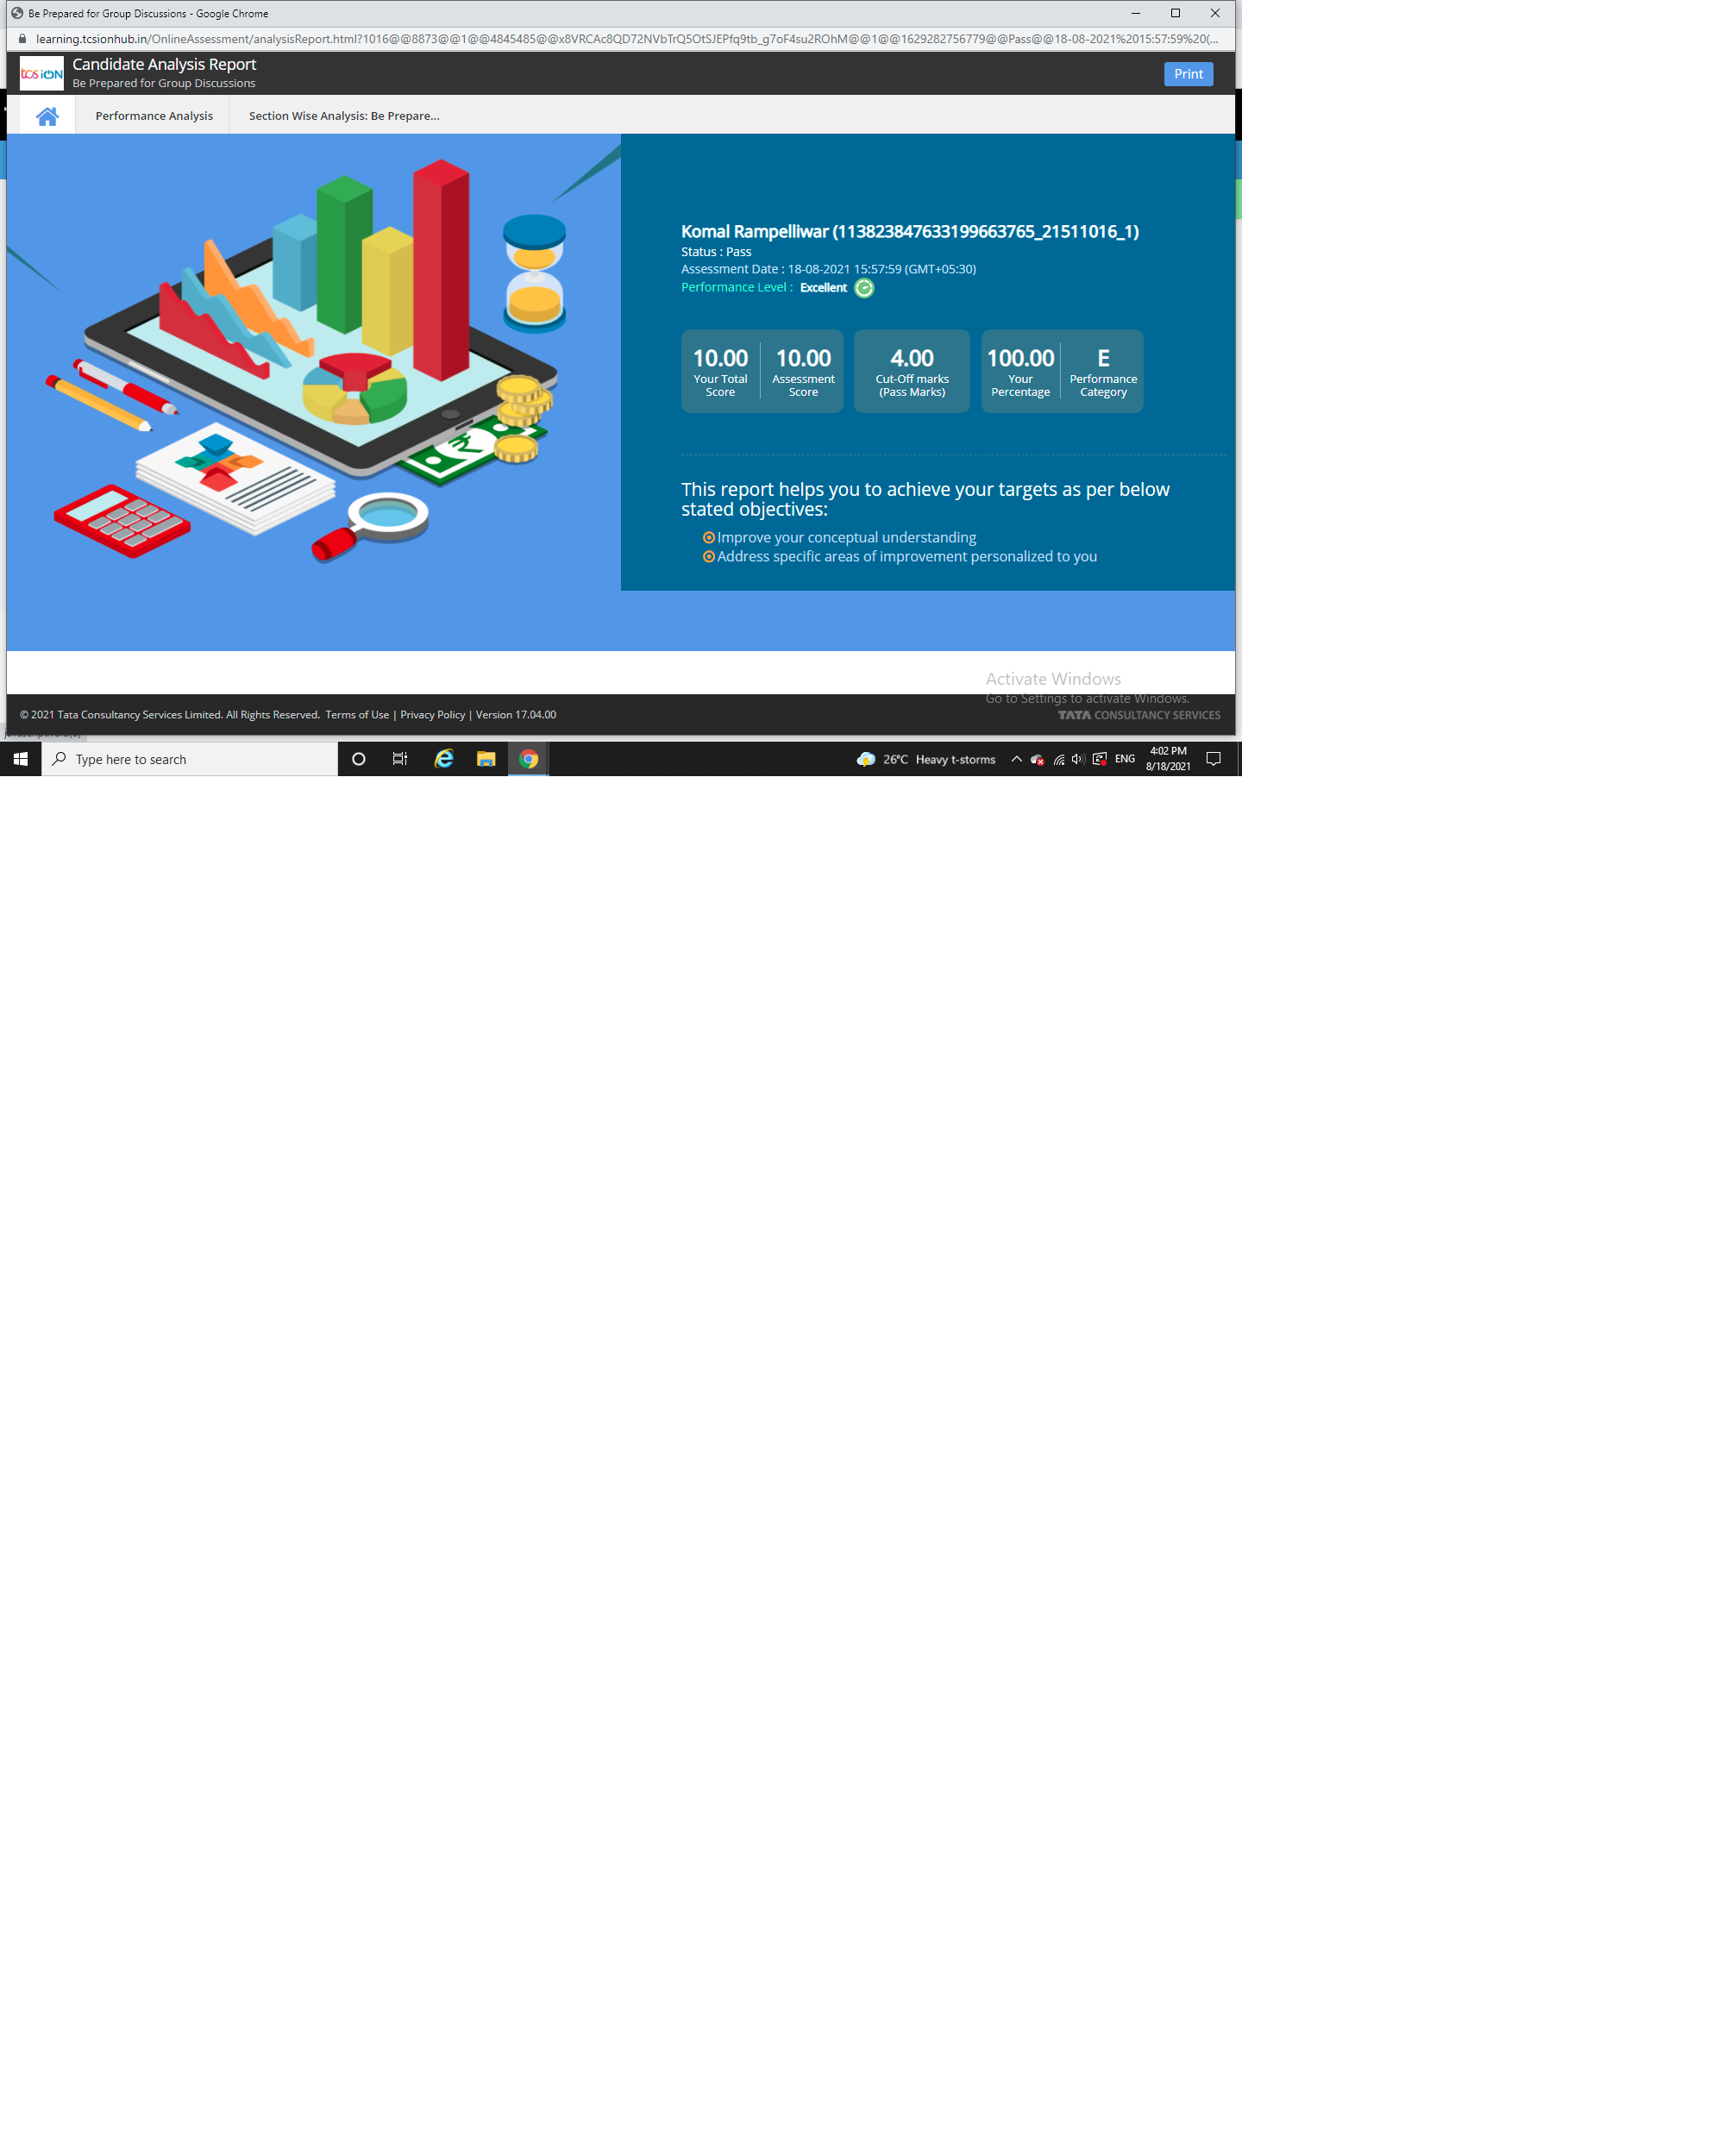 Be Prepared for Group Discussions - Google Chrome
learning.tcsionhub.in/OnlineAssessment/analysisReport.html?1016@@8873@@1@@4845485@@x8VRCAc8QD72NVbTrQ5OtSJEPfq9tb_g7oF4su2ROhM@@1@@1629282756779@@Pass@@18-08-2021%2015:57:59%20(...
tcs iON
Candidate Analysis Report
Be Prepared for Group Discussions
Print
Performance Analysis
Section Wise Analysis: Be Prepare...
Komal Rampelliwar (113823847633199663765_21511016_1)
Status : Pass
Assessment Date : 18-08-2021 15:57:59 (GMT+05:30)
Performance Level : Excellent
10.00
Your Total
Score
10.00
Assessment
Score
4.00
Cut-Off marks
(Pass Marks)
100.00
Your
Percentage
E
Performance
Category
This report helps you to achieve your targets as per below
stated objectives:
Improve your conceptual understanding
Address specific areas of improvement personalized to you
Activate Windows
Go to Settings to activate Windows.
© 2021 Tata Consultancy Services Limited. All Rights Reserved. Terms of Use | Privacy Policy | Version 17.04.00
TATA CONSULTANCY SERVICES
Type here to search
26°C Heavy t-storms
ENG
4:02 PM
8/18/2021